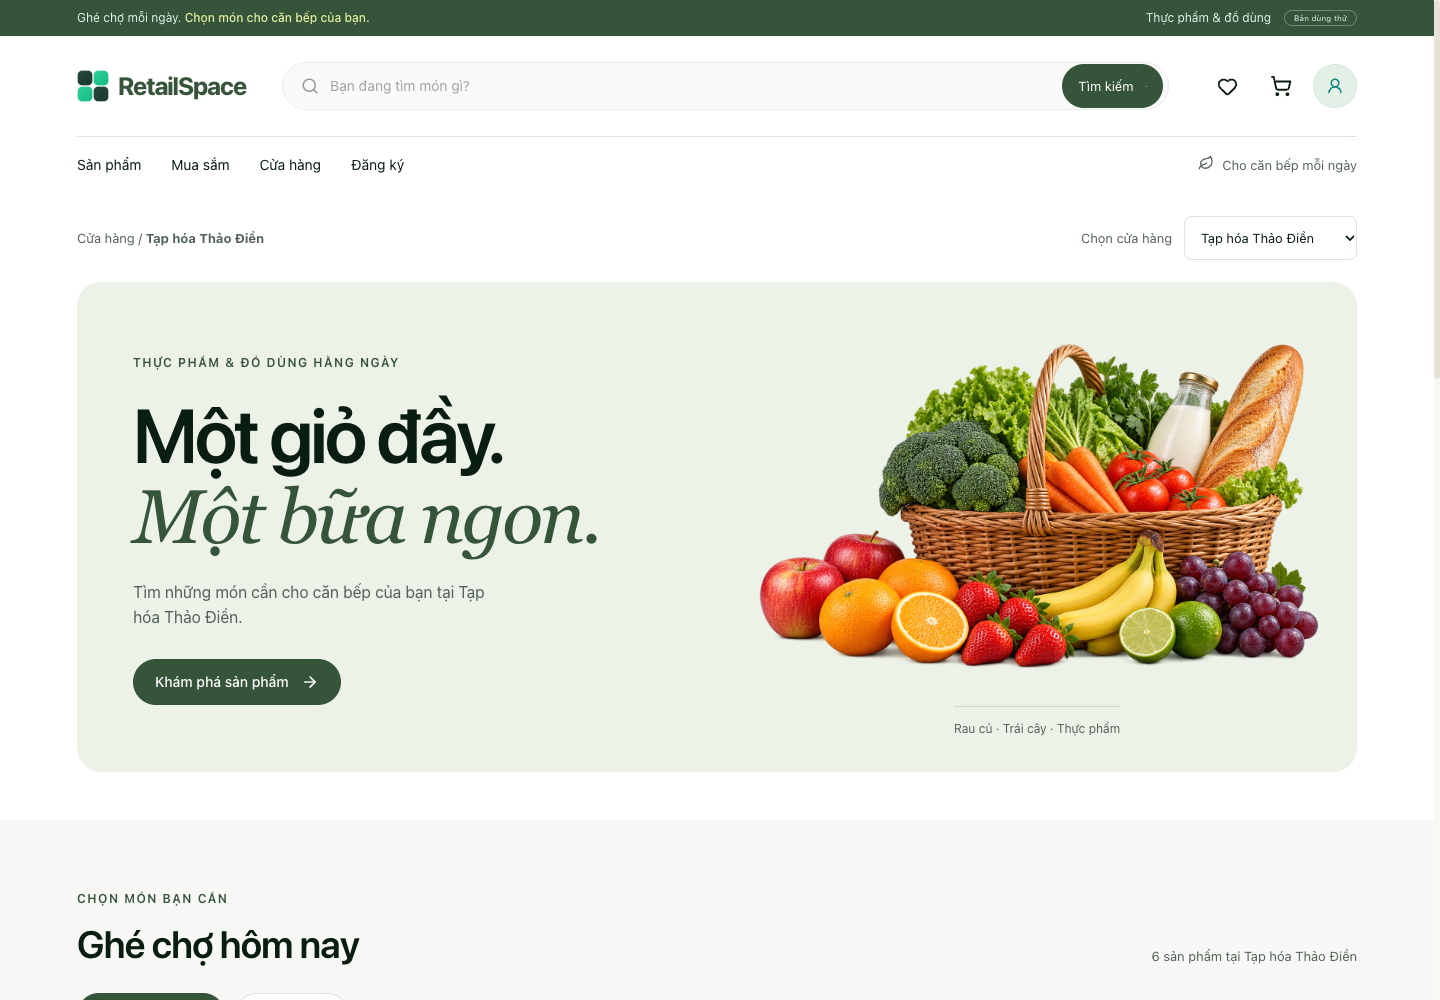 Ghé chợ mỗi ngày. Chọn món cho căn bếp của bạn.
Thực phẩm & đồ dùng
Bản dùng thử
RetailSpace
Bạn đang tìm món gì?
Tìm kiếm
Sản phẩm
Mua sắm
Cửa hàng
Đăng ký
Cho căn bếp mỗi ngày
Cửa hàng / Tạp hóa Thảo Điền
Chọn cửa hàng
Tạp hóa Thảo Điền
THỰC PHẨM & ĐỒ DÙNG HẰNG NGÀY
Một giỏ đầy.
Một bữa ngon.
Tìm những món cần cho căn bếp của bạn tại Tạp
hóa Thảo Điền.
Khám phá sản phẩm
Rau củ · Trái cây · Thực phẩm
CHỌN MÓN BẠN CẦN
Ghé chợ hôm nay
6 sản phẩm tại Tạp hóa Thảo Điền